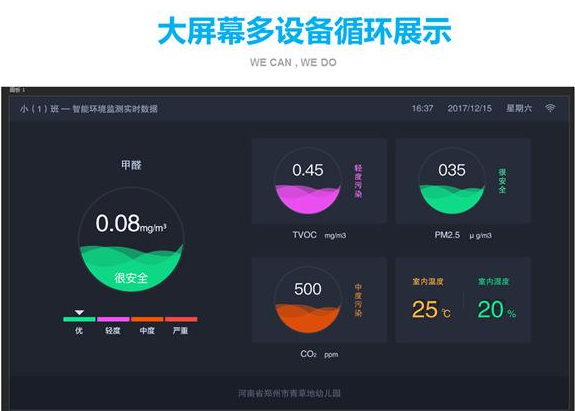 大屏幕多设备循环展示
WE CAN , WE DO
小（1）班 — 智能环境监测实时数据
16:37 2017/12/15 星期六
甲醛
0.08mg/m³
很安全
优 轻度 中度 严重
0.45
轻度污染
TVOC mg/m3
035
很安全
PM2.5 μ g/m3
500
中度污染
CO₂ ppm
室内温度
25℃
室内湿度
20%
河南省郑州市青草地幼儿园